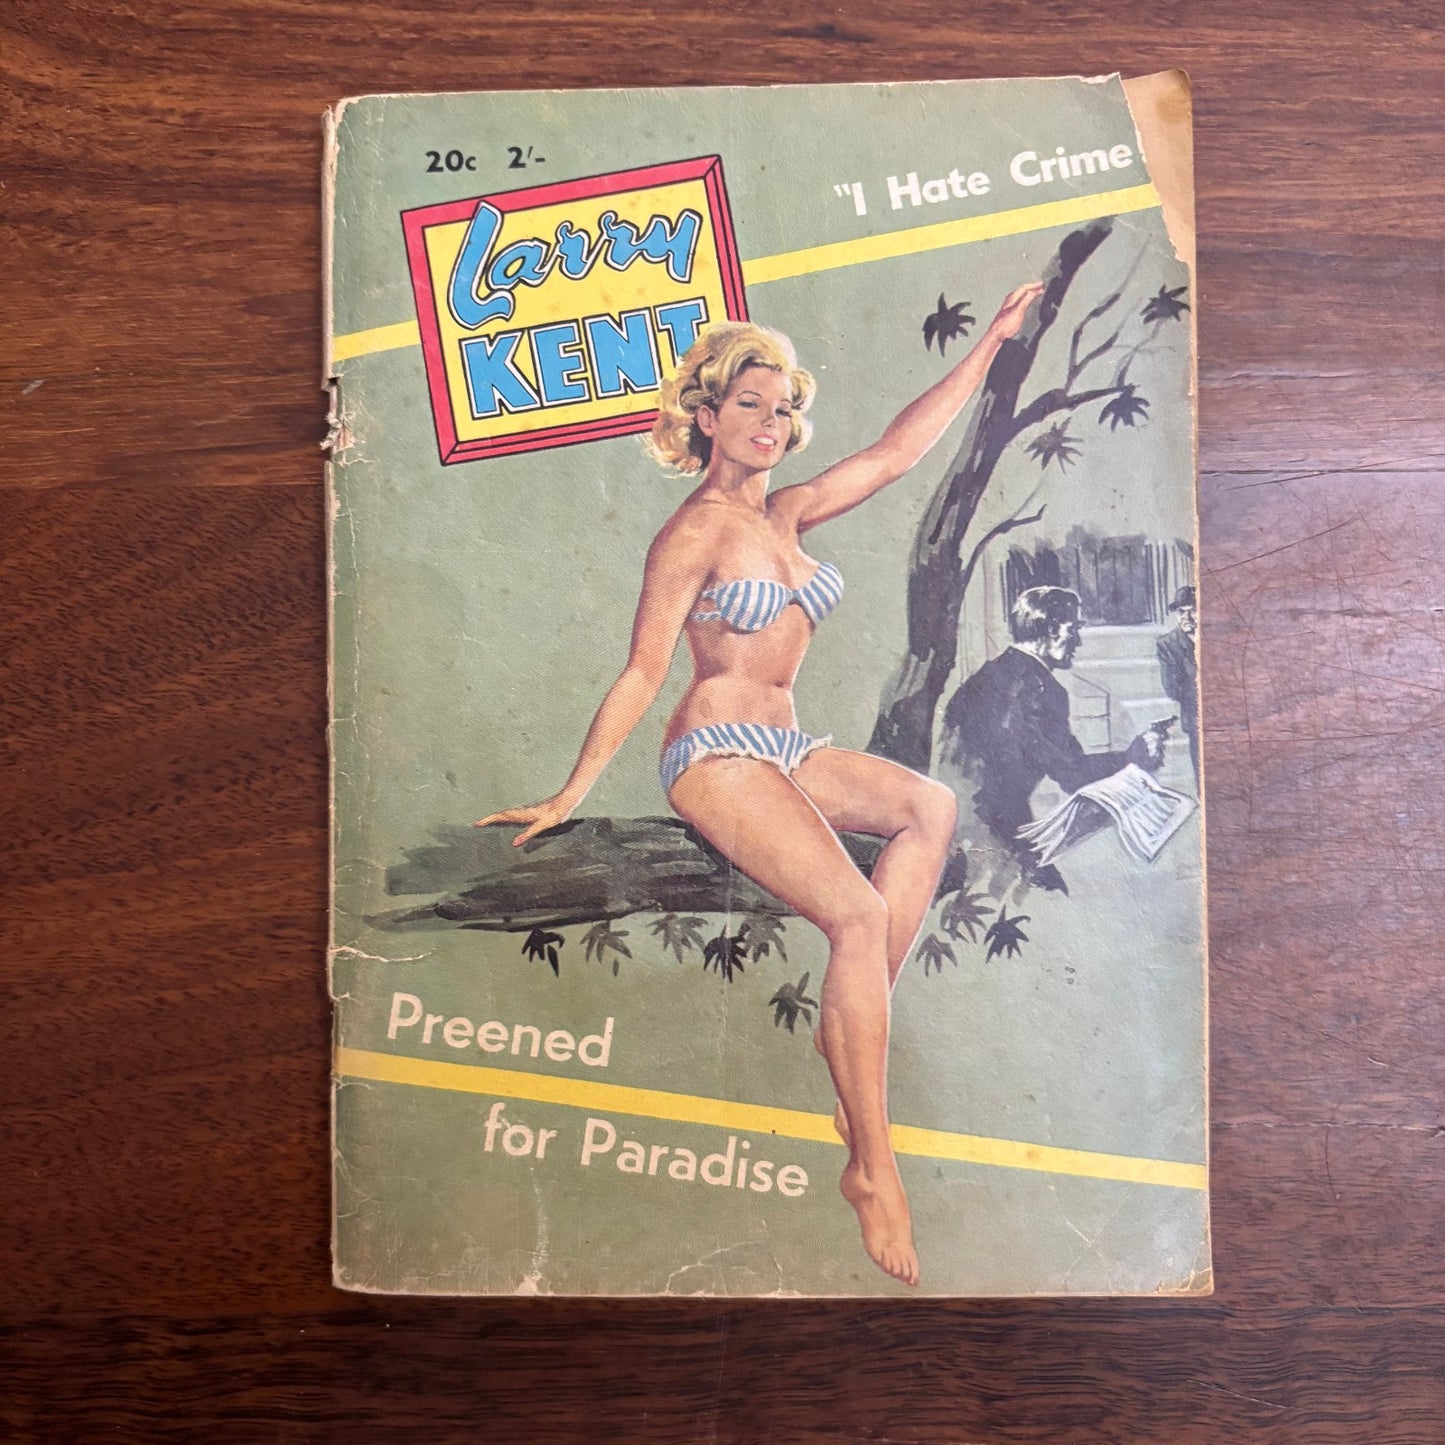 20c 2/-
"I Hate Crime
Larry
KENT
Preened
for Paradise